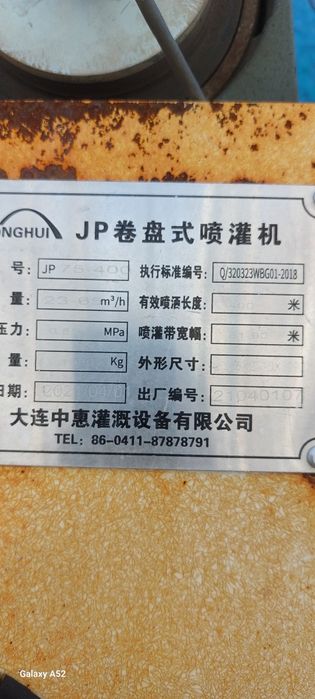 ONGHUI
JP卷盘式喷灌机
号: JP 75-400 执行标准编号: Q/320323WBG01-2018
量: m³/h 有效喷洒长度: 米
压力: MPa 喷灌带宽幅: 米
量: Kg 外形尺寸:
日期: 出厂编号: 21040107
大连中惠灌溉设备有限公司
TEL: 86-0411-87878791
Galaxy A52